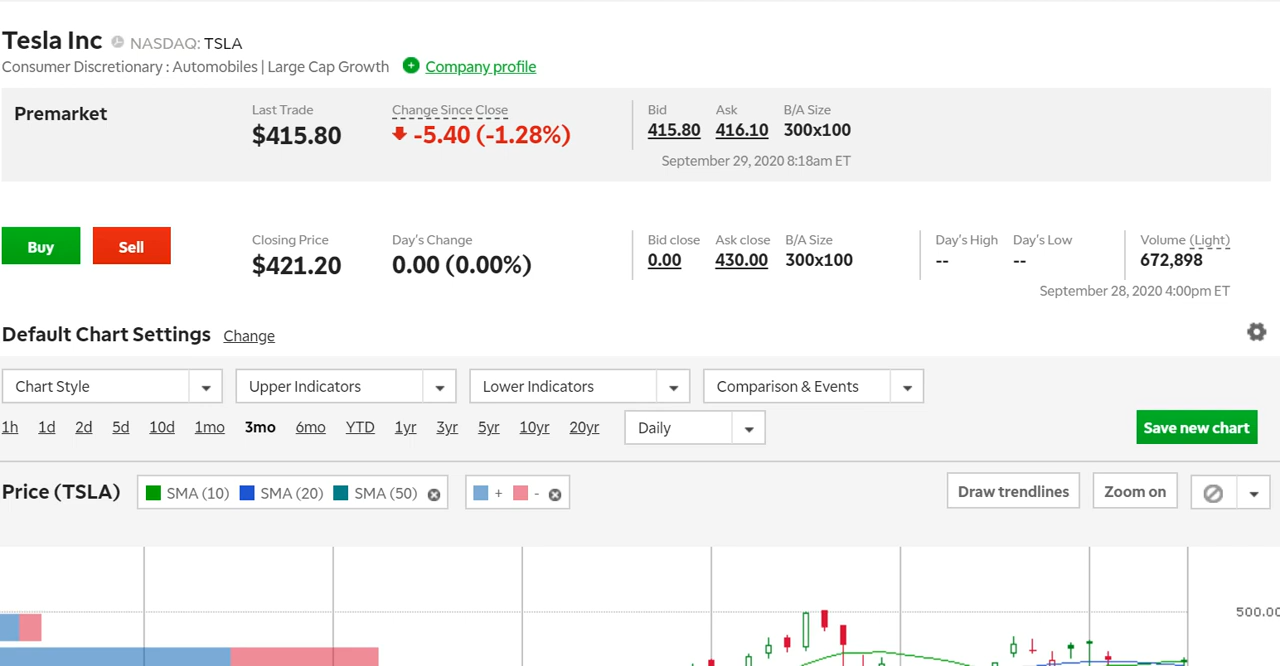 Tesla Inc NASDAQ: TSLA
Consumer Discretionary : Automobiles | Large Cap Growth + Company profile
Premarket
Last Trade Change Since Close Bid Ask B/A Size
$415.80 -5.40 (-1.28%) 415.80 416.10 300x100
September 29, 2020 8:18am ET
Buy Sell
Closing Price Day's Change Bid close Ask close B/A Size Day's High Day's Low Volume (Light)
$421.20 0.00 (0.00%) 0.00 430.00 300x100 -- -- 672,898
September 28, 2020 4:00pm ET
Default Chart Settings Change
Chart Style Upper Indicators Lower Indicators Comparison & Events
1h 1d 2d 5d 10d 1mo 3mo 6mo YTD 1yr 3yr 5yr 10yr 20yr Daily Save new chart
Price (TSLA) SMA (10) SMA (20) SMA (50) + - Draw trendlines Zoom on
500.00